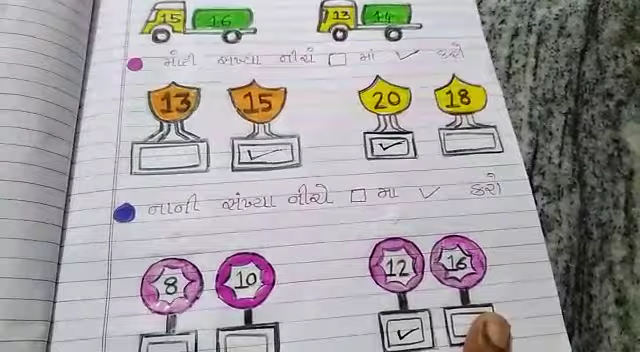 15 16 13 14
મોટી સંખ્યા નીચે □ માં ✓ કરો
13 15 20 18
✓ ✓
નાની સંખ્યા નીચે □ મા ✓ કરો
8 10 12 16
✓